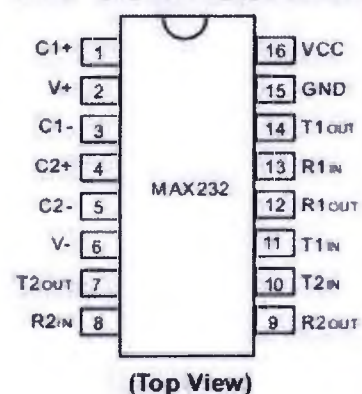 C1+ 1 16 VCC
V+ 2 15 GND
C1- 3 14 T1OUT
C2+ 4 13 R1IN
MAX232
C2- 5 12 R1OUT
V- 6 11 T1IN
T2OUT 7 10 T2IN
R2IN 8 9 R2OUT
(Top View)